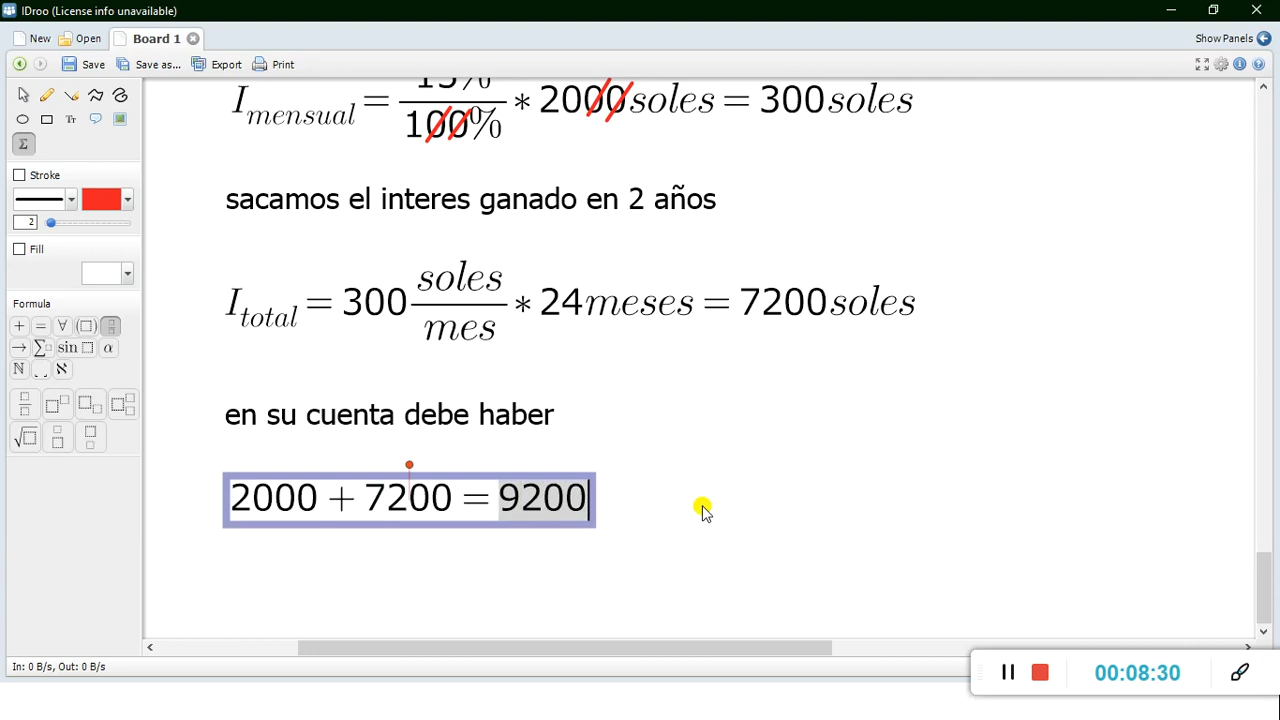 IDroo (License info unavailable)
New Open Board 1 Show Panels
Save Save as... Export Print
I_mensual = 15% / 100% * 2000 soles = 300 soles
Stroke
sacamos el interes ganado en 2 años
2
Fill
I_total = 300 soles / mes * 24 meses = 7200 soles
Formula
+ = ∀ (□)
→ ∑ sin □ α
ℕ ℵ
en su cuenta debe haber
2000 + 7200 = 9200
In: 0 B/s, Out: 0 B/s
00:08:30